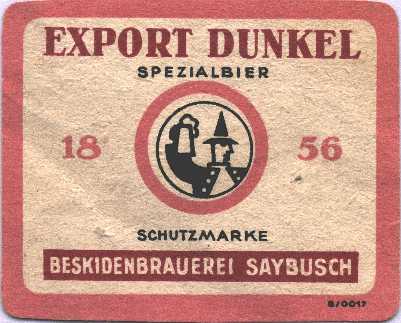 EXPORT DUNKEL
SPEZIALBIER
18 56
SCHUTZMARKE
BESKIDENBRAUEREI SAYBUSCH
B/0017